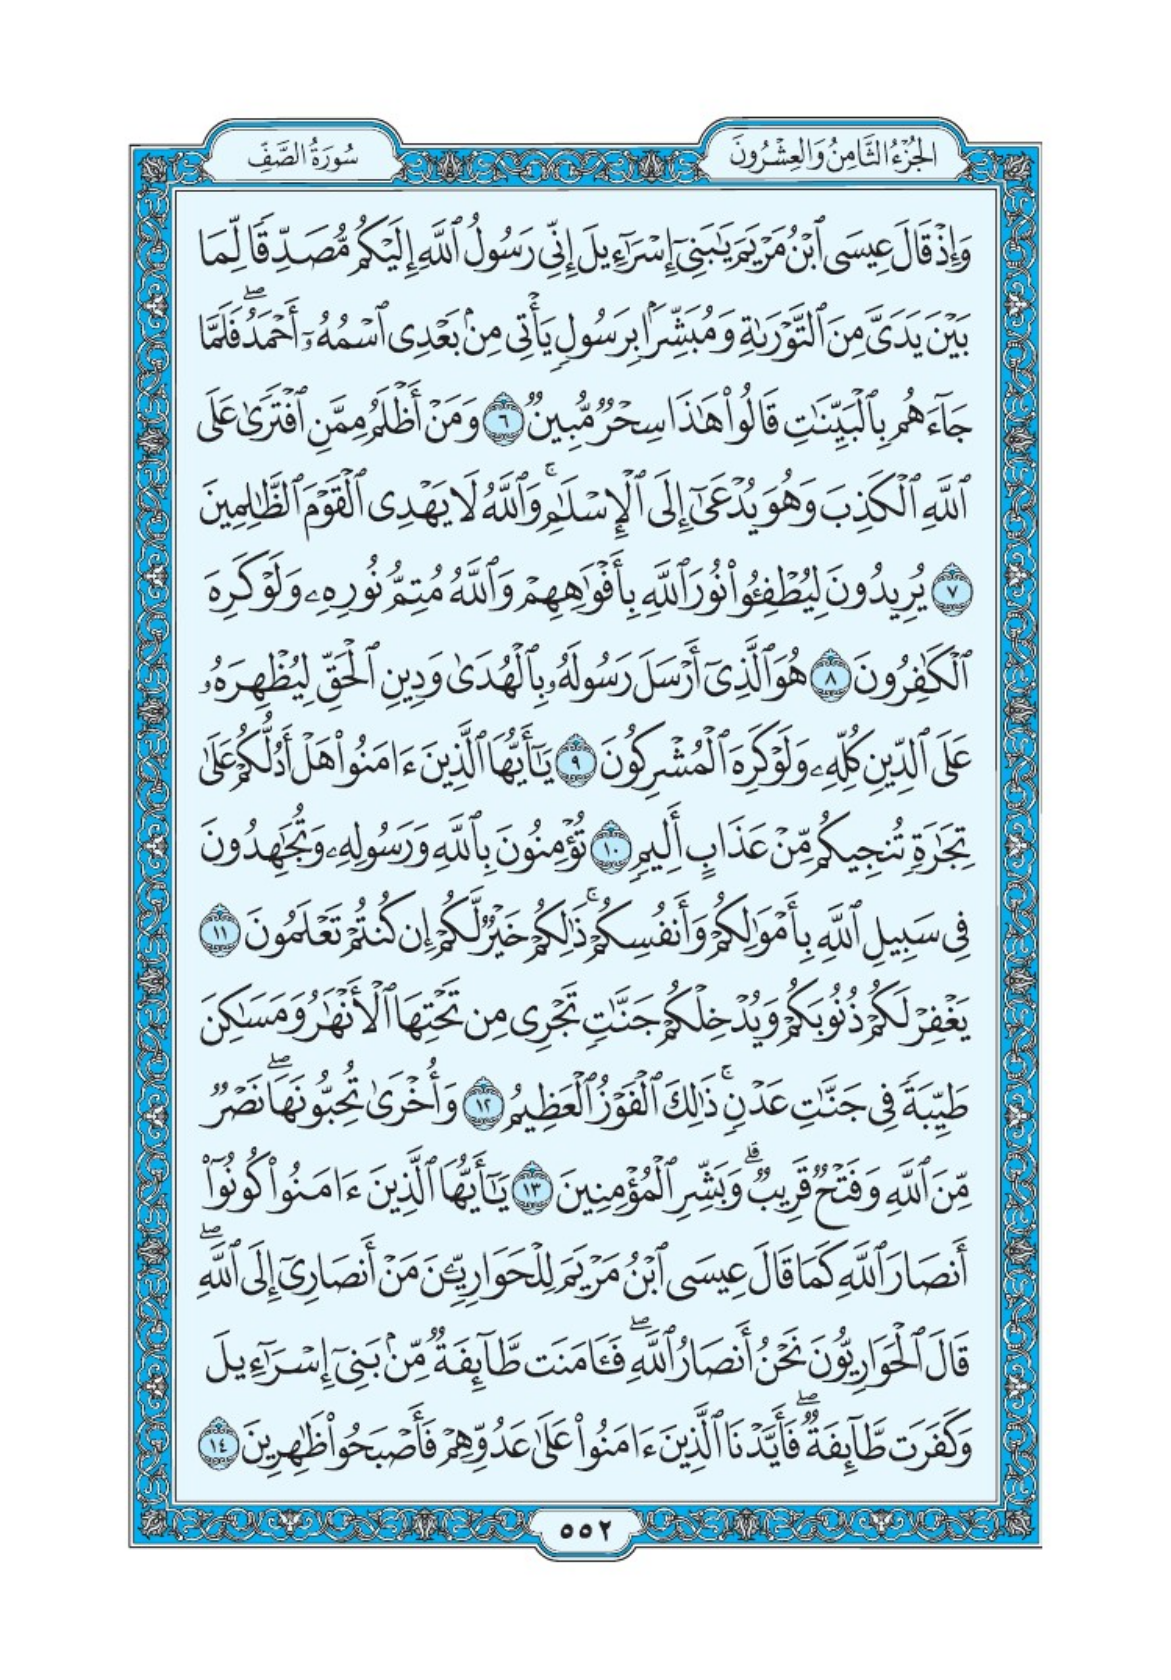 الجُزْءُ الثَّامِنُ وَالعِشْرُونَ
سُورَةُ الصَّفِّ
وَإِذْ قَالَ عِيسَى ٱبْنُ مَرْيَمَ يَٰبَنِىٓ إِسْرَٰٓءِيلَ إِنِّى رَسُولُ ٱللَّهِ إِلَيْكُم مُّصَدِّقًا لِّمَا
بَيْنَ يَدَىَّ مِنَ ٱلتَّوْرَىٰةِ وَمُبَشِّرًۢا بِرَسُولٍ يَأْتِى مِنۢ بَعْدِى ٱسْمُهُۥٓ أَحْمَدُۖ فَلَمَّا
جَآءَهُم بِٱلْبَيِّنَٰتِ قَالُوا۟ هَٰذَا سِحْرٌ مُّبِينٌ ٦ وَمَنْ أَظْلَمُ مِمَّنِ ٱفْتَرَىٰ عَلَى
ٱللَّهِ ٱلْكَذِبَ وَهُوَ يُدْعَىٰٓ إِلَى ٱلْإِسْلَٰمِۚ وَٱللَّهُ لَا يَهْدِى ٱلْقَوْمَ ٱلظَّٰلِمِينَ
٧ يُرِيدُونَ لِيُطْفِـُٔوا۟ نُورَ ٱللَّهِ بِأَفْوَٰهِهِمْ وَٱللَّهُ مُتِمُّ نُورِهِۦ وَلَوْ كَرِهَ
ٱلْكَٰفِرُونَ ٨ هُوَ ٱلَّذِىٓ أَرْسَلَ رَسُولَهُۥ بِٱلْهُدَىٰ وَدِينِ ٱلْحَقِّ لِيُظْهِرَهُۥ
عَلَى ٱلدِّينِ كُلِّهِۦ وَلَوْ كَرِهَ ٱلْمُشْرِكُونَ ٩ يَٰٓأَيُّهَا ٱلَّذِينَ ءَامَنُوا۟ هَلْ أَدُلُّكُمْ عَلَىٰ
تِجَٰرَةٍ تُنجِيكُم مِّنْ عَذَابٍ أَلِيمٍ ١٠ تُؤْمِنُونَ بِٱللَّهِ وَرَسُولِهِۦ وَتُجَٰهِدُونَ
فِى سَبِيلِ ٱللَّهِ بِأَمْوَٰلِكُمْ وَأَنفُسِكُمْۚ ذَٰلِكُمْ خَيْرٌ لَّكُمْ إِن كُنتُمْ تَعْلَمُونَ ١١
يَغْفِرْ لَكُمْ ذُنُوبَكُمْ وَيُدْخِلْكُمْ جَنَّٰتٍ تَجْرِى مِن تَحْتِهَا ٱلْأَنْهَٰرُ وَمَسَٰكِنَ
طَيِّبَةً فِى جَنَّٰتِ عَدْنٍۚ ذَٰلِكَ ٱلْفَوْزُ ٱلْعَظِيمُ ١٢ وَأُخْرَىٰ تُحِبُّونَهَاۖ نَصْرٌ
مِّنَ ٱللَّهِ وَفَتْحٌ قَرِيبٌۗ وَبَشِّرِ ٱلْمُؤْمِنِينَ ١٣ يَٰٓأَيُّهَا ٱلَّذِينَ ءَامَنُوا۟ كُونُوٓا۟
أَنصَارَ ٱللَّهِ كَمَا قَالَ عِيسَى ٱبْنُ مَرْيَمَ لِلْحَوَارِيِّـۧنَ مَنْ أَنصَارِىٓ إِلَى ٱللَّهِۖ
قَالَ ٱلْحَوَارِيُّونَ نَحْنُ أَنصَارُ ٱللَّهِۖ فَـَٔامَنَت طَّآئِفَةٌ مِّنۢ بَنِىٓ إِسْرَٰٓءِيلَ
وَكَفَرَت طَّآئِفَةٌۖ فَأَيَّدْنَا ٱلَّذِينَ ءَامَنُوا۟ عَلَىٰ عَدُوِّهِمْ فَأَصْبَحُوا۟ ظَٰهِرِينَ ١٤
٥٥٢